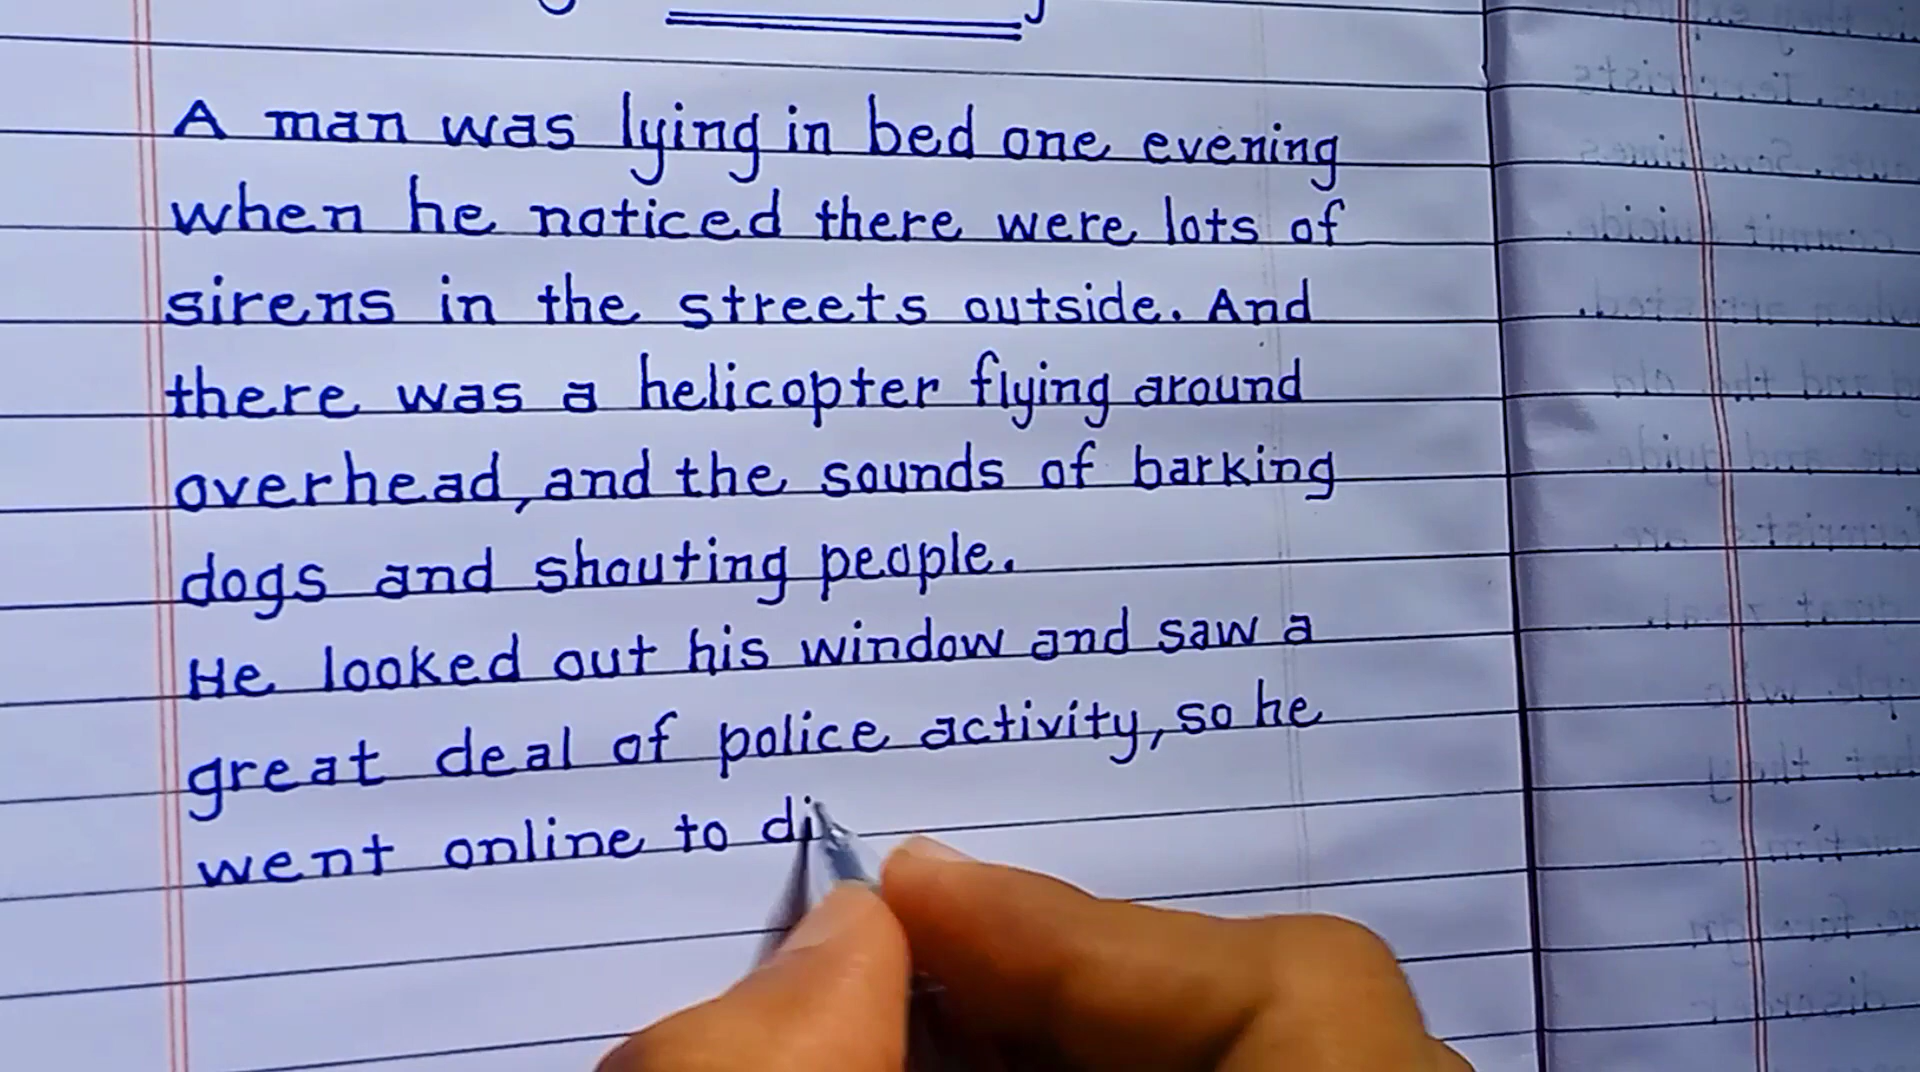 A man was lying in bed one evening
when he noticed there were lots of
sirens in the streets outside. And
there was a helicopter flying around
overhead, and the sounds of barking
dogs and shouting people.
He looked out his window and saw a
great deal of police activity, so he
went online to di